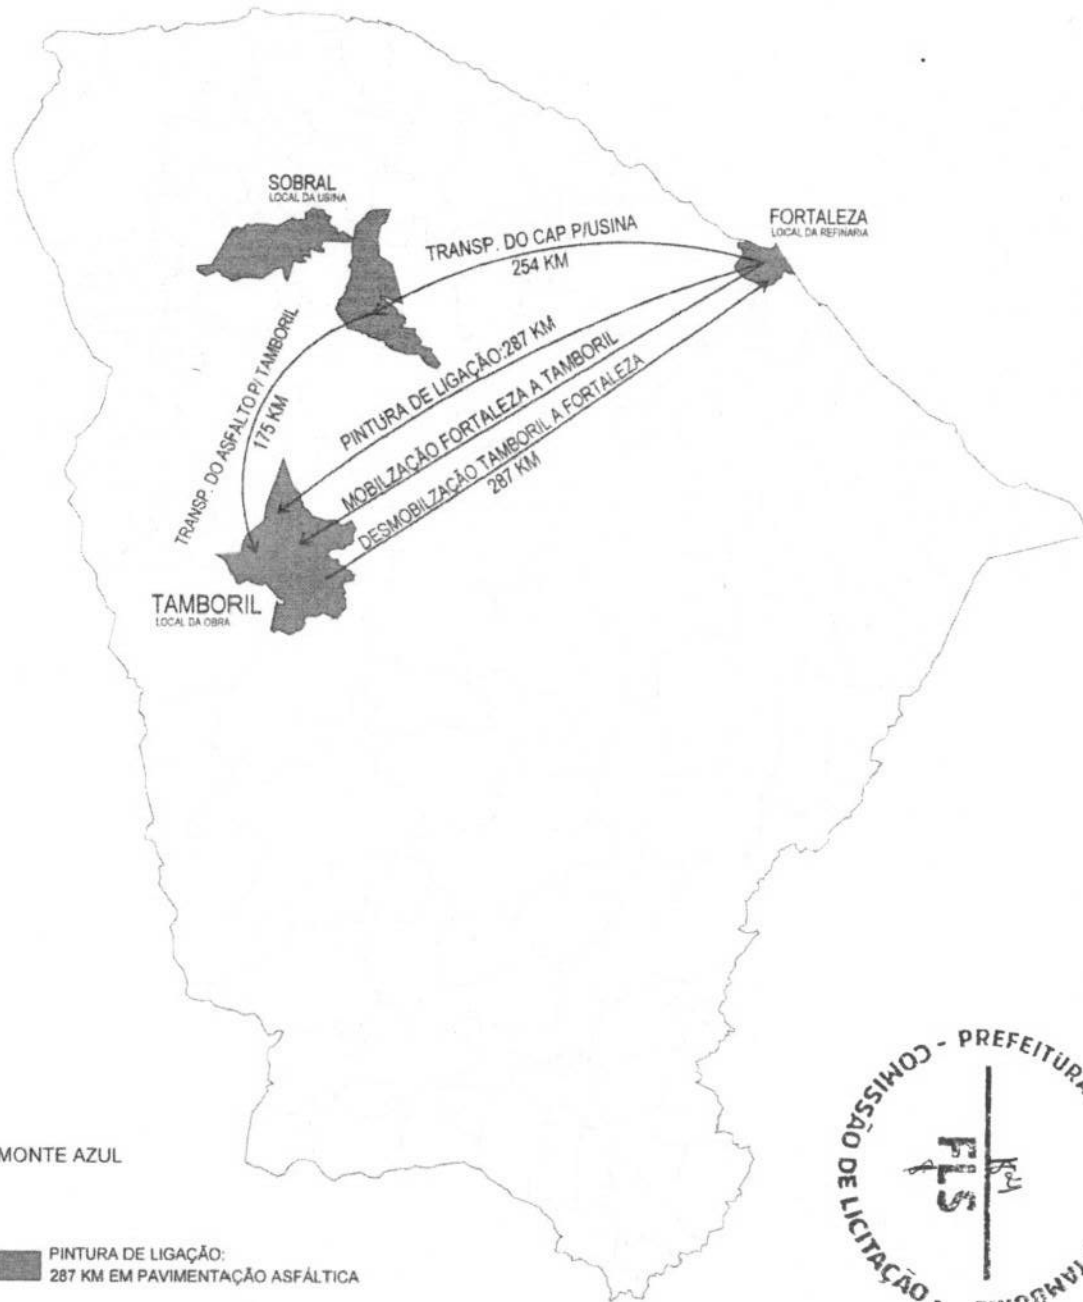 SOBRAL
LOCAL DA USINA
FORTALEZA
LOCAL DA REFINARIA
TRANSP. DO CAP P/USINA
254 KM
TRANSP. DO ASFALTO P/ TAMBORIL
175 KM
PINTURA DE LIGAÇÃO:287 KM
MOBILZAÇÃO FORTALEZA A TAMBORIL
DESMOBILZAÇÃO TAMBORIL A FORTALEZA
287 KM
TAMBORIL
LOCAL DA OBRA
MONTE AZUL
PINTURA DE LIGAÇÃO:
287 KM EM PAVIMENTAÇÃO ASFÁLTICA
COMISSÃO DE LICITAÇÃO - PREFEITURA
FLS